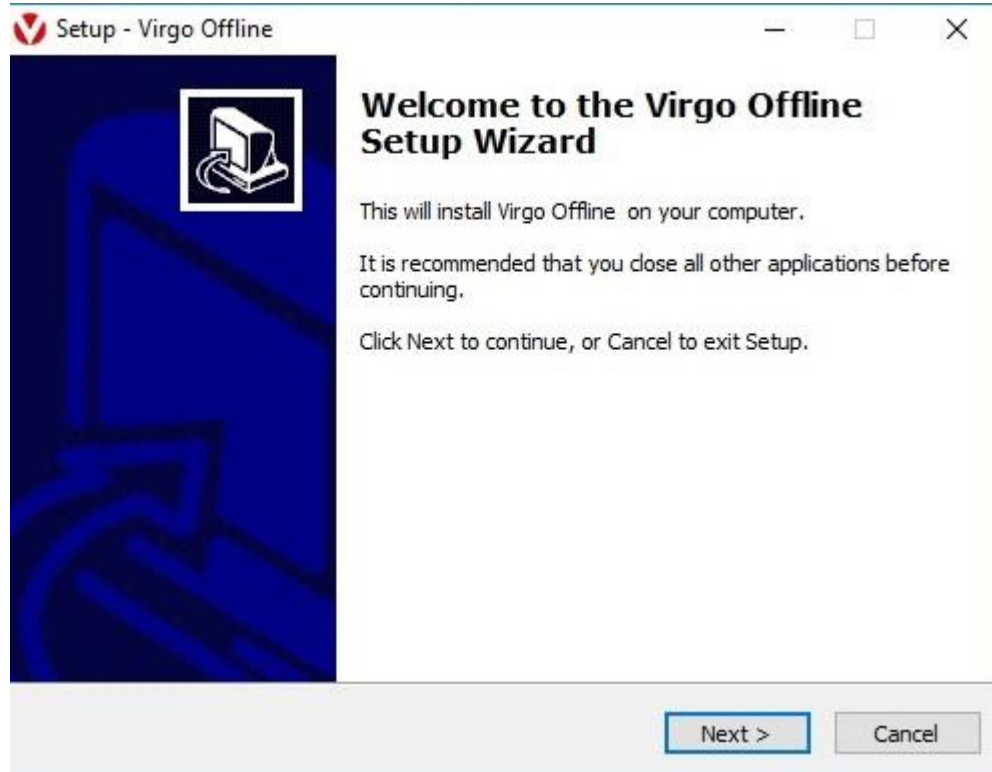 Setup - Virgo Offline
Welcome to the Virgo Offline
Setup Wizard
This will install Virgo Offline on your computer.
It is recommended that you close all other applications before
continuing.
Click Next to continue, or Cancel to exit Setup.
Next >
Cancel